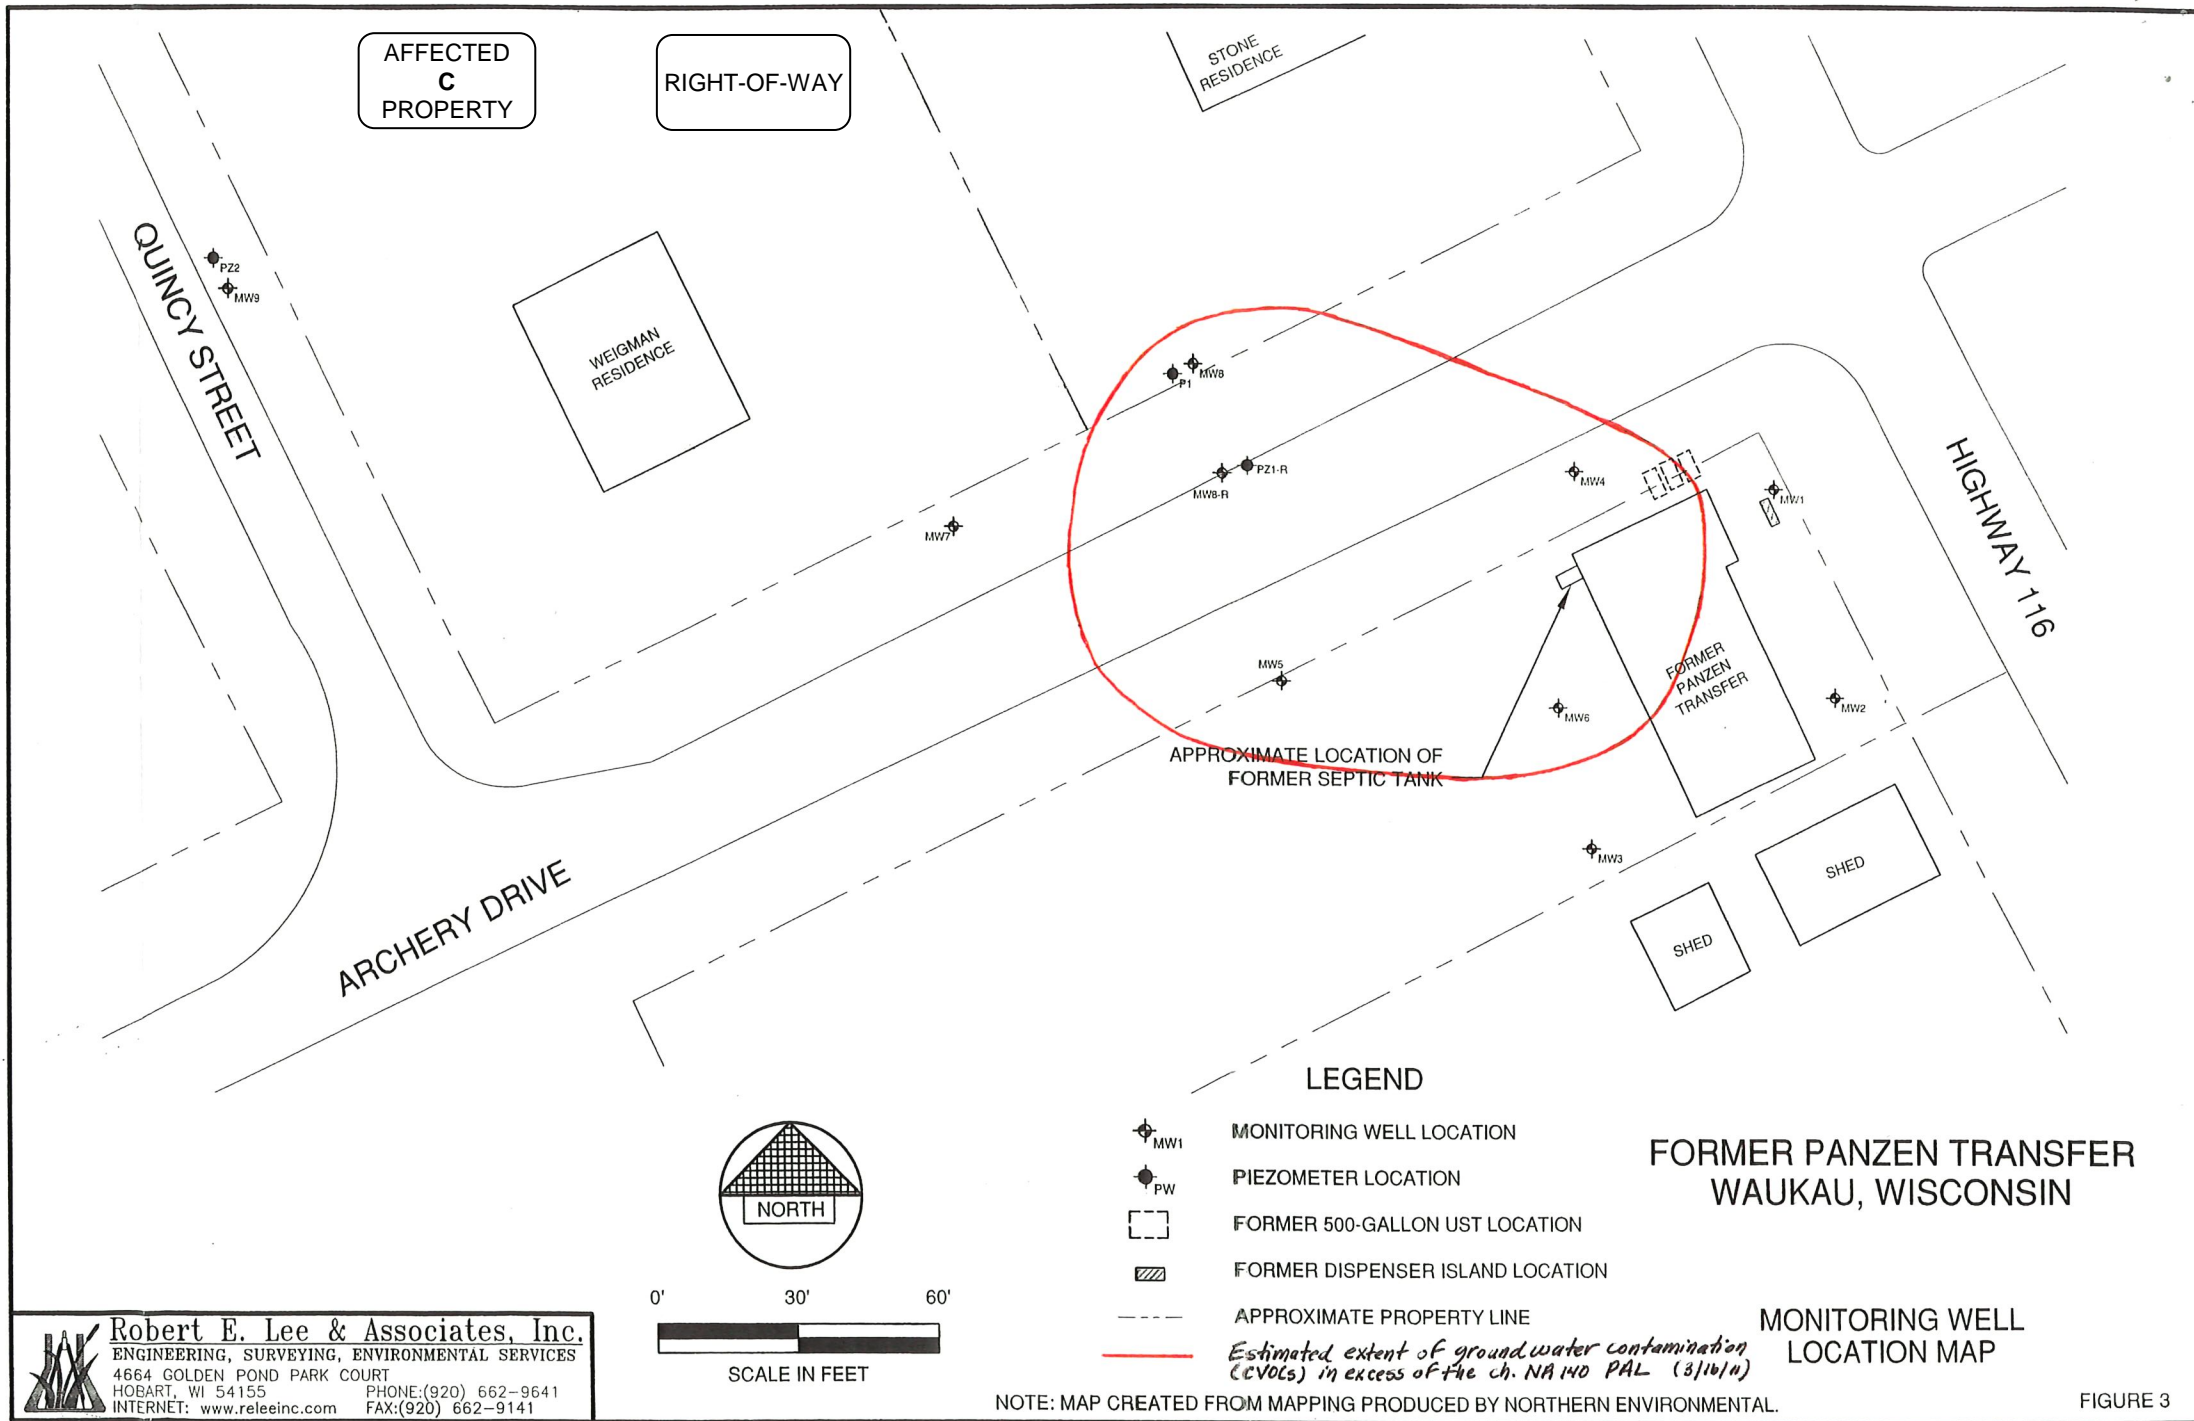 AFFECTED
C
PROPERTY
RIGHT-OF-WAY
STONE
RESIDENCE
QUINCY STREET
PZ2
MW9
WEIGMAN
RESIDENCE
MW8
P1
PZ1-R
MW8-R
MW7
MW4
MW1
HIGHWAY 116
MW5
MW6
FORMER
PANZEN
TRANSFER
MW2
APPROXIMATE LOCATION OF
FORMER SEPTIC TANK
MW3
SHED
SHED
ARCHERY DRIVE
LEGEND
MW1 MONITORING WELL LOCATION
PW PIEZOMETER LOCATION
FORMER 500-GALLON UST LOCATION
FORMER DISPENSER ISLAND LOCATION
APPROXIMATE PROPERTY LINE
Estimated extent of groundwater contamination
(CVOCs) in excess of the ch. NR 140 PAL (3/16/11)
NOTE: MAP CREATED FROM MAPPING PRODUCED BY NORTHERN ENVIRONMENTAL.
FORMER PANZEN TRANSFER
WAUKAU, WISCONSIN
MONITORING WELL
LOCATION MAP
FIGURE 3
NORTH
0' 30' 60'
SCALE IN FEET
Robert E. Lee & Associates, Inc.
ENGINEERING, SURVEYING, ENVIRONMENTAL SERVICES
4664 GOLDEN POND PARK COURT
HOBART, WI 54155 PHONE:(920) 662-9641
INTERNET: www.releeinc.com FAX:(920) 662-9141